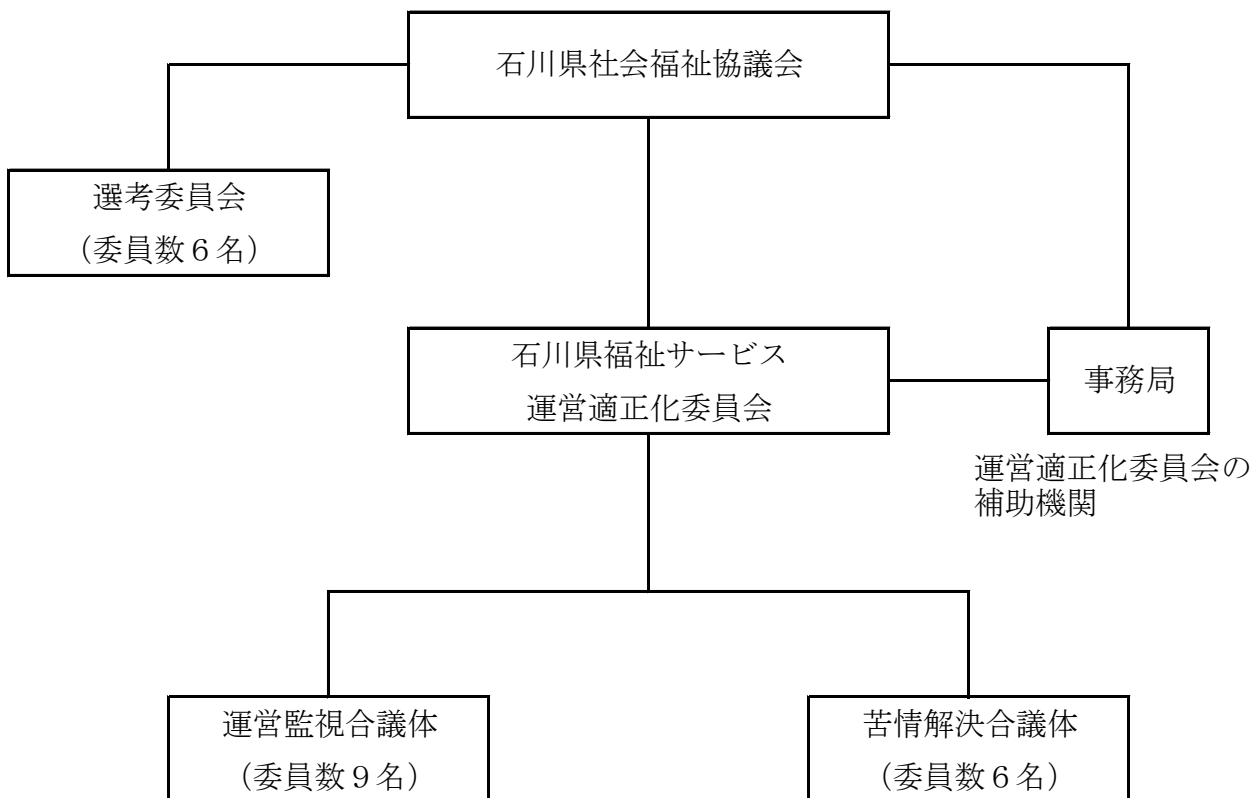 石川県社会福祉協議会
選考委員会
（委員数６名）
石川県福祉サービス
運営適正化委員会
事務局
運営適正化委員会の
補助機関
運営監視合議体
（委員数９名）
苦情解決合議体
（委員数６名）